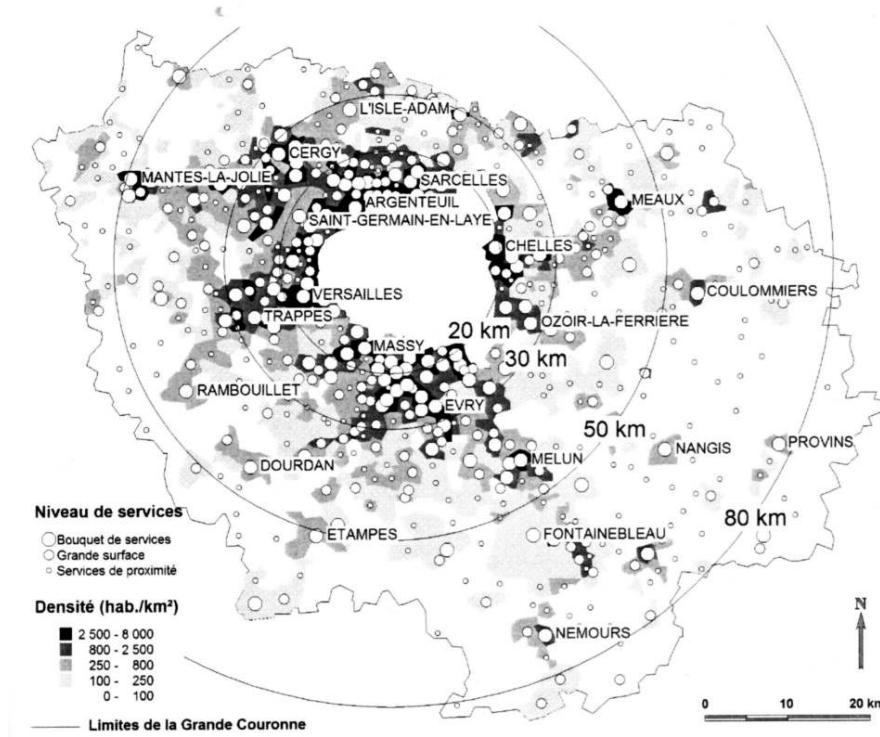 L'ISLE-ADAM
CERGY
MANTES-LA-JOLIE
SARCELLES
ARGENTEUIL
MEAUX
SAINT-GERMAIN-EN-LAYE
CHELLES
VERSAILLES
COULOMMIERS
TRAPPES
OZOIR-LA-FERRIERE
20 km
MASSY
30 km
RAMBOUILLET
EVRY
50 km
NANGIS
PROVINS
DOURDAN
MELUN
Niveau de services
Bouquet de services
Grande surface
Services de proximité
80 km
ETAMPES
FONTAINEBLEAU
Densité (hab./km²)
2 500 - 8 000
800 - 2 500
250 - 800
100 - 250
0 - 100
NEMOURS
N
0 10 20 km
Limites de la Grande Couronne